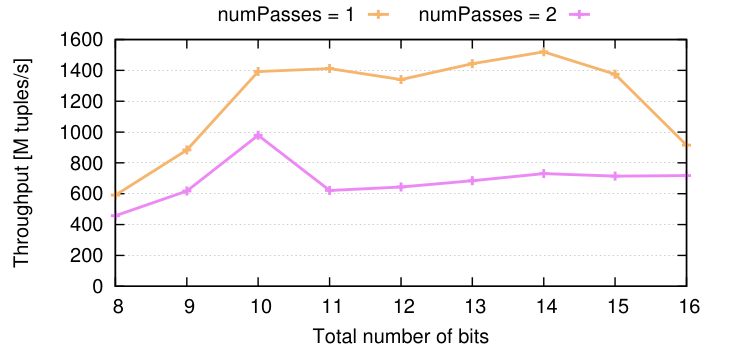 numPasses = 1 numPasses = 2
Throughput [M tuples/s]
1600
1400
1200
1000
800
600
400
200
0
8 9 10 11 12 13 14 15 16
Total number of bits